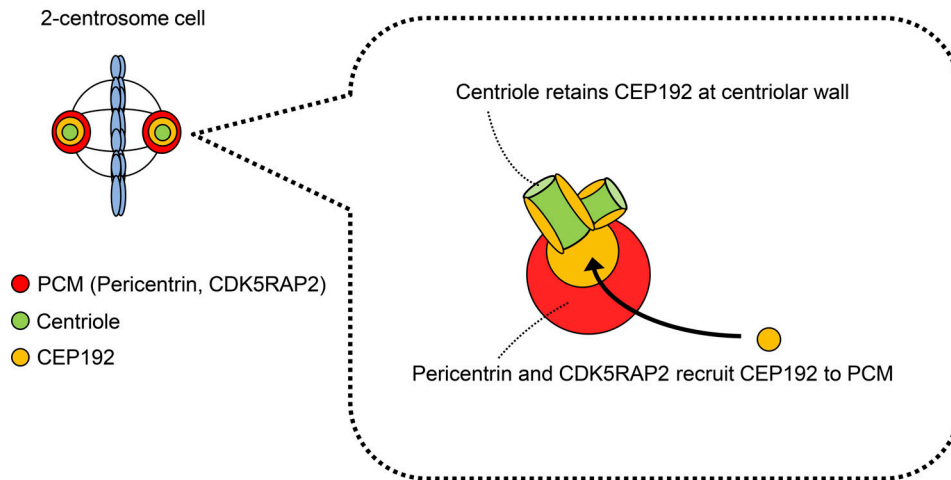 2-centrosome cell
Centriole retains CEP192 at centriolar wall
PCM (Pericentrin, CDK5RAP2)
Centriole
CEP192
Pericentrin and CDK5RAP2 recruit CEP192 to PCM